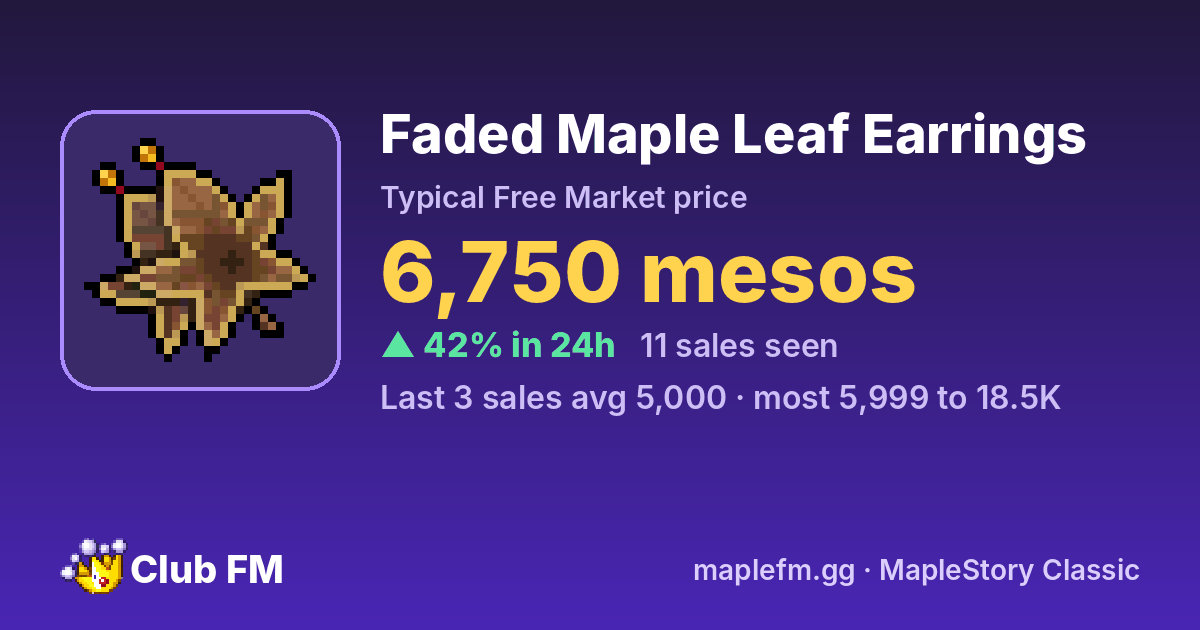 Faded Maple Leaf Earrings
Typical Free Market price
6,750 mesos
▲ 42% in 24h 11 sales seen
Last 3 sales avg 5,000 · most 5,999 to 18.5K
Club FM
maplefm.gg · MapleStory Classic